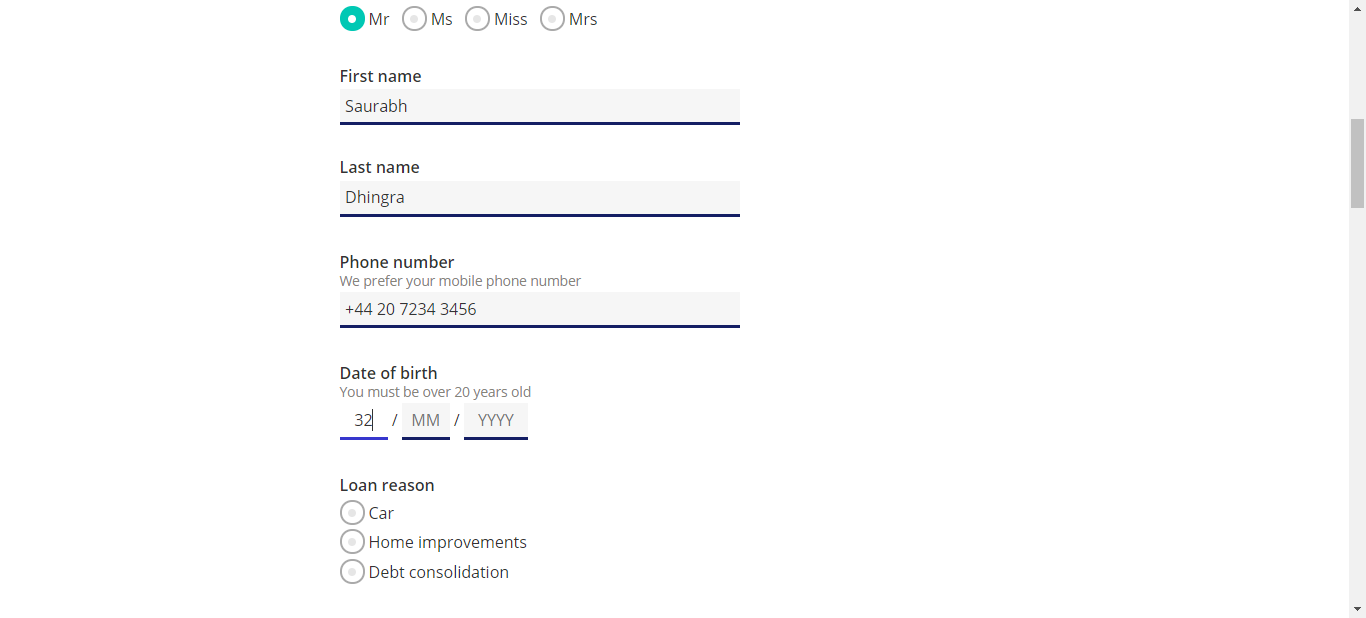 Mr Ms Miss Mrs
First name
Saurabh
Last name
Dhingra
Phone number
We prefer your mobile phone number
+44 20 7234 3456
Date of birth
You must be over 20 years old
32 / MM / YYYY
Loan reason
Car
Home improvements
Debt consolidation